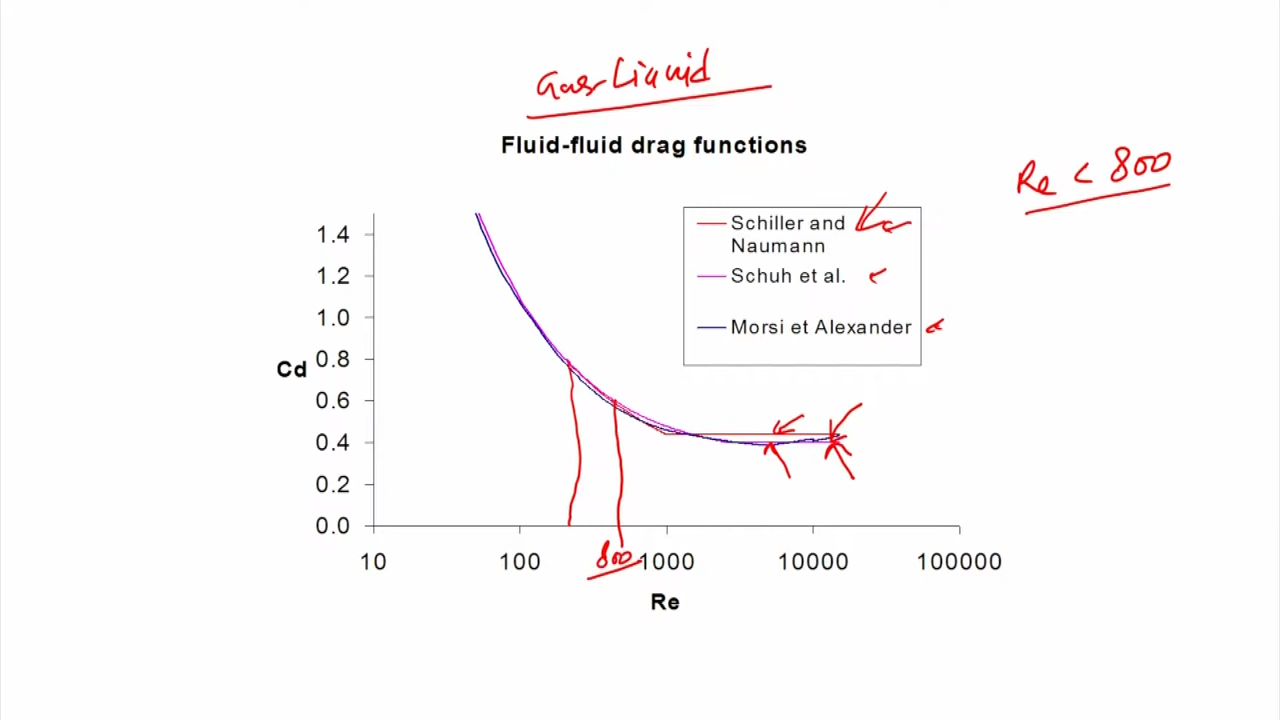 Gas-Liquid
Fluid-fluid drag functions
Re < 800
Schiller and
Naumann
Schuh et al.
Morsi et Alexander
1.4
1.2
1.0
0.8
0.6
0.4
0.2
0.0
Cd
10 100 800 1000 10000 100000
Re